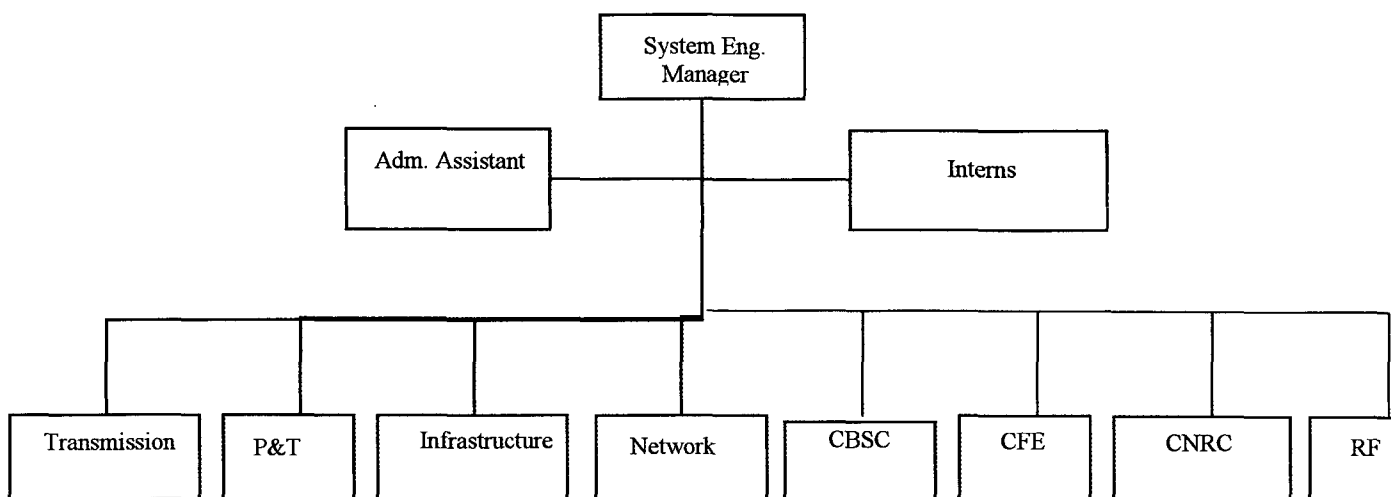 System Eng.
Manager
Adm. Assistant
Interns
Transmission
P&T
Infrastructure
Network
CBSC
CFE
CNRC
RF